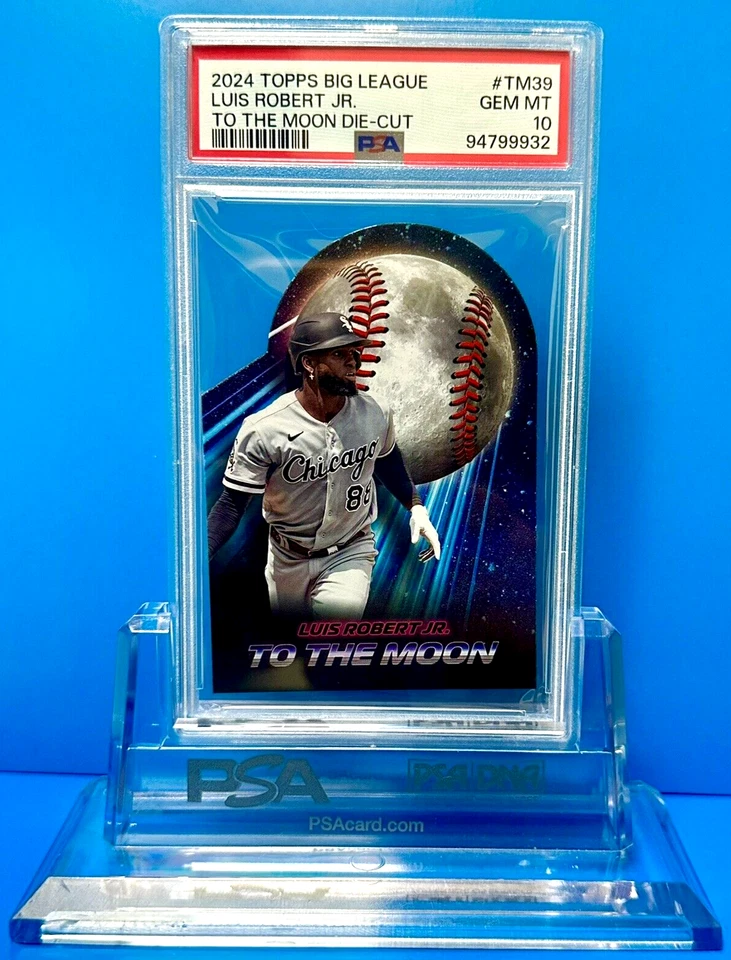 2024 TOPPS BIG LEAGUE #TM39
LUIS ROBERT JR. GEM MT
TO THE MOON DIE-CUT 10
PSA 94799932
Chicago
88
LUIS ROBERT JR.
TO THE MOON
PSA PSA/DNA
PSAcard.com